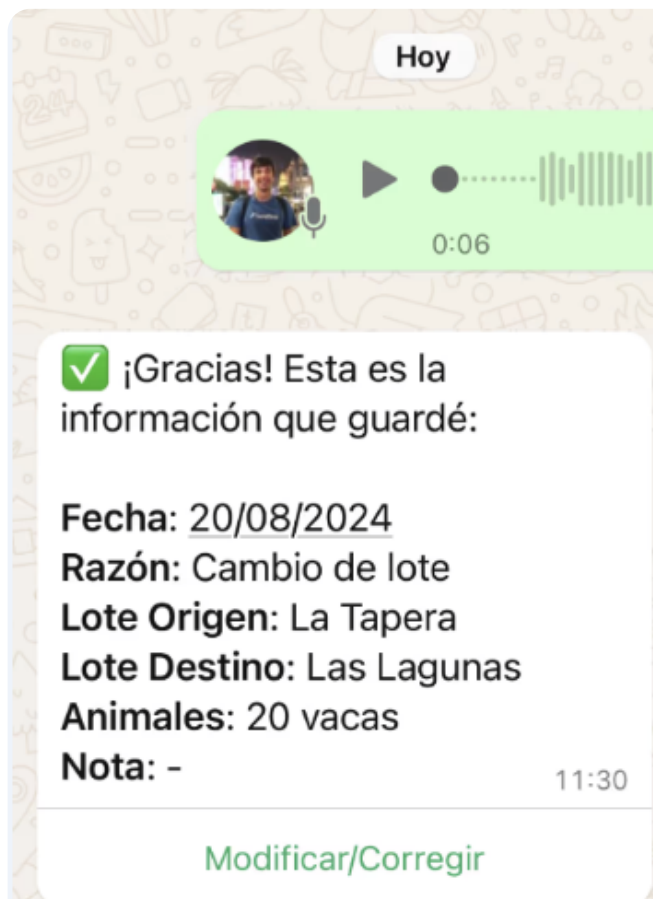 Hoy
0:06
✅ ¡Gracias! Esta es la
información que guardé:
Fecha: 20/08/2024
Razón: Cambio de lote
Lote Origen: La Tapera
Lote Destino: Las Lagunas
Animales: 20 vacas
Nota: -
11:30
Modificar/Corregir